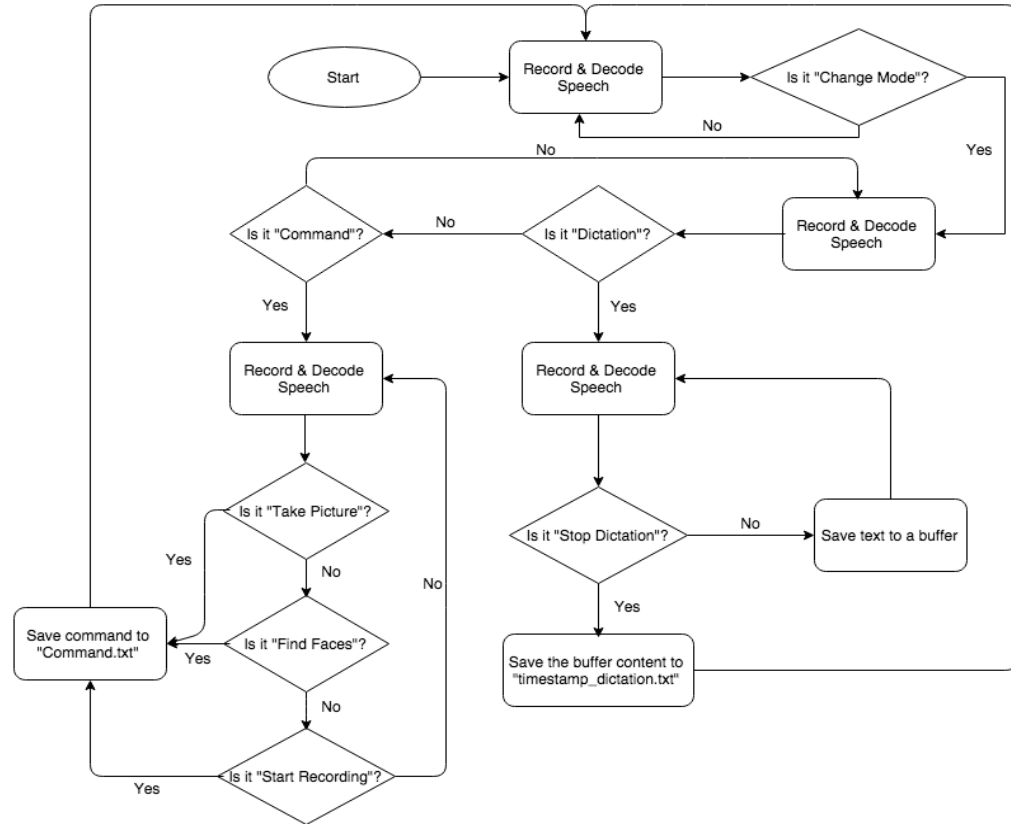 Start
Record & Decode
Speech
Is it "Change Mode"?
No
Yes
No
Record & Decode
Speech
Is it "Dictation"?
No
Is it "Command"?
Yes
Yes
Record & Decode
Speech
Record & Decode
Speech
Is it "Take Picture"?
Yes
No
Is it "Stop Dictation"?
No
Save text to a buffer
No
Yes
Save command to
"Command.txt"
Yes
Is it "Find Faces"?
Save the buffer content to
"timestamp_dictation.txt"
No
Is it "Start Recording"?
Yes